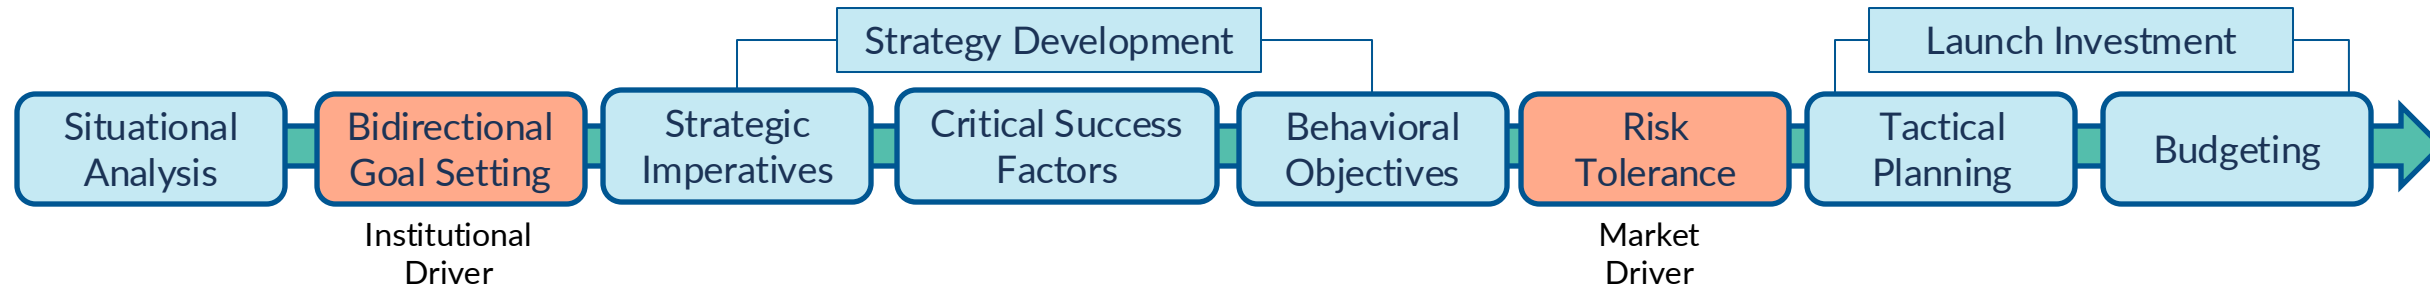 Strategy Development
Launch Investment
Situational
Analysis
Bidirectional
Goal Setting
Strategic
Imperatives
Critical Success
Factors
Behavioral
Objectives
Risk
Tolerance
Tactical
Planning
Budgeting
Institutional
Driver
Market
Driver